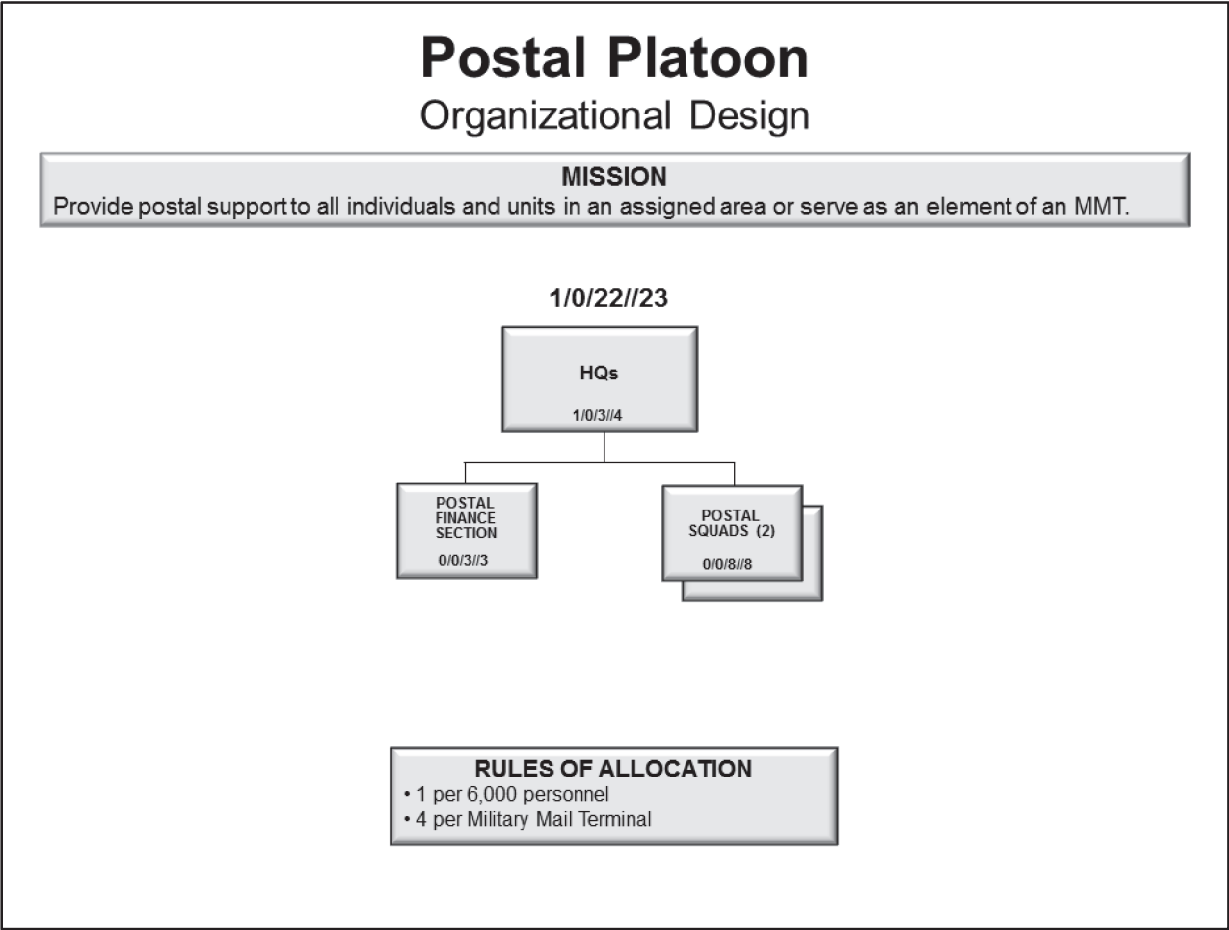 Postal Platoon
Organizational Design
MISSION
Provide postal support to all individuals and units in an assigned area or serve as an element of an MMT.
1/0/22//23
HQs
1/0/3//4
POSTAL
FINANCE
SECTION
0/0/3//3
POSTAL
SQUADS (2)
0/0/8//8
RULES OF ALLOCATION
• 1 per 6,000 personnel
• 4 per Military Mail Terminal